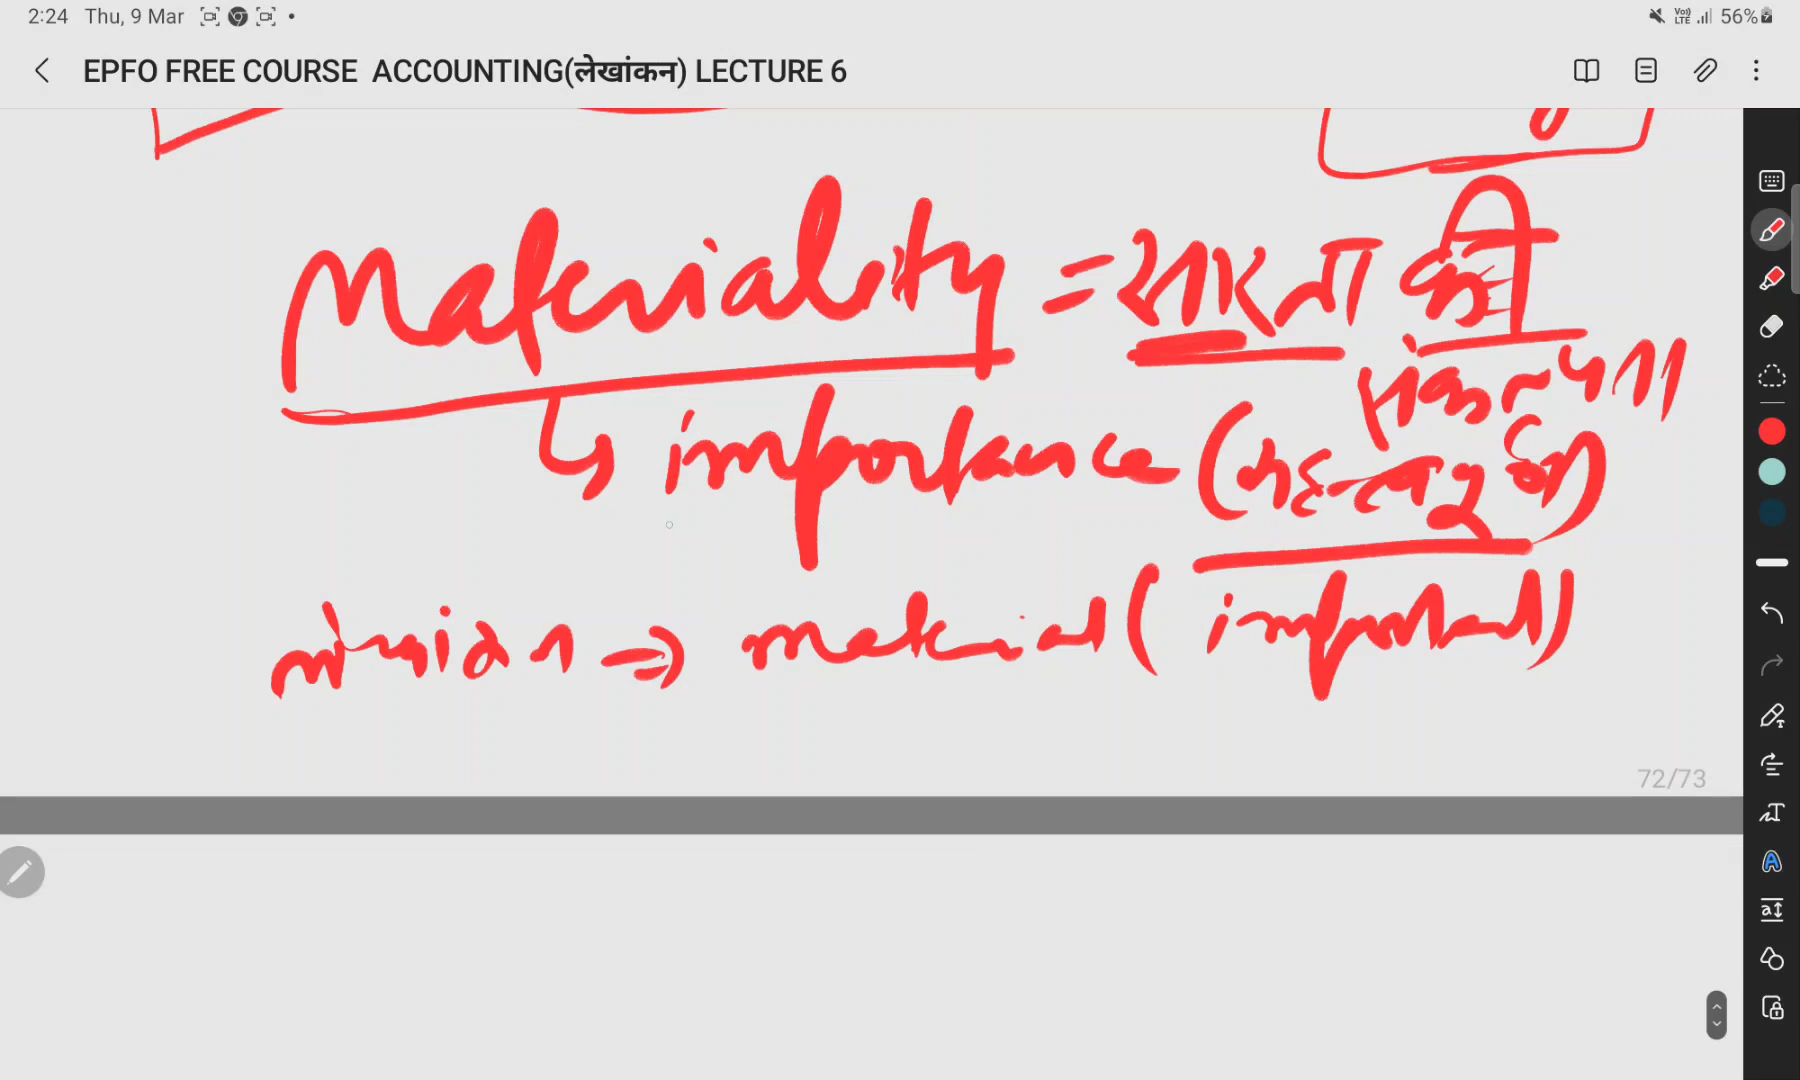 2:24 Thu, 9 Mar 56%
EPFO FREE COURSE ACCOUNTING(लेखांकन) LECTURE 6
Materiality = सारता की
संकल्पना
importance (महत्वपूर्ण)
material (important)
72/73